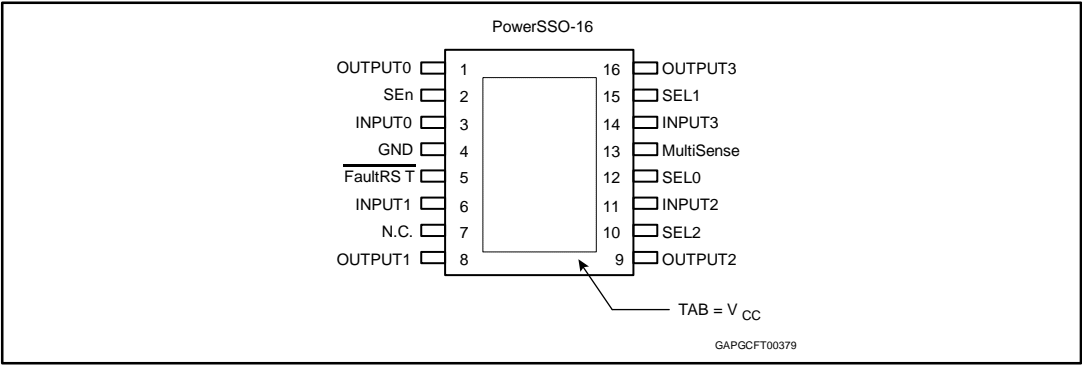 PowerSSO-16
OUTPUT0 1 16 OUTPUT3
SEn 2 15 SEL1
INPUT0 3 14 INPUT3
GND 4 13 MultiSense
FaultRS T 5 12 SEL0
INPUT1 6 11 INPUT2
N.C. 7 10 SEL2
OUTPUT1 8 9 OUTPUT2
TAB = V CC
GAPGCFT00379